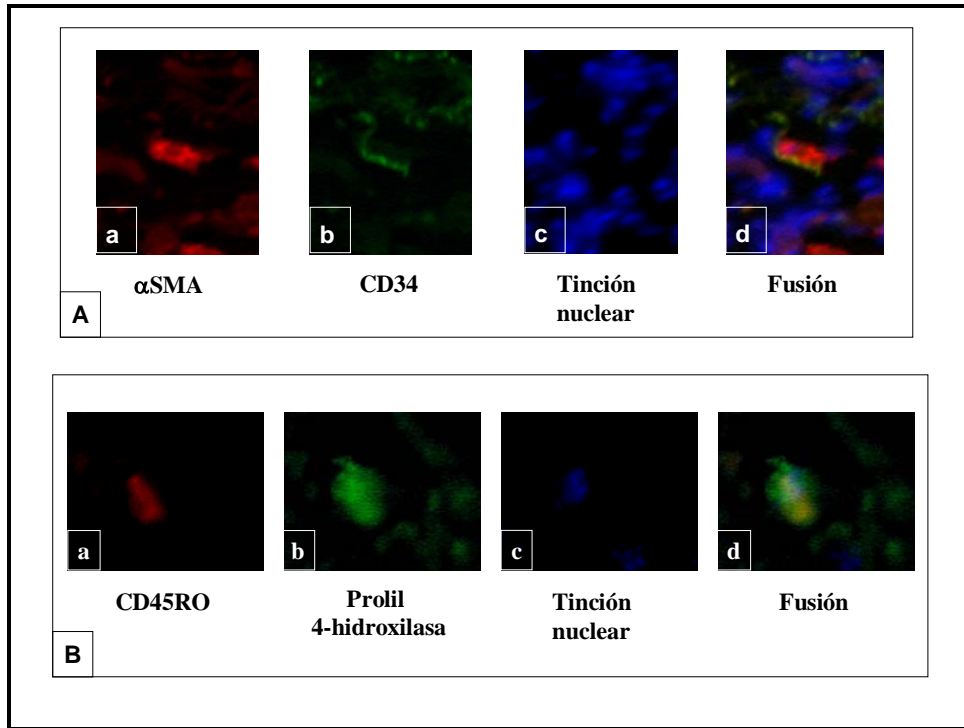 a
b
c
d
αSMA
CD34
Tinción
nuclear
Fusión
A
a
b
c
d
CD45RO
Prolil
4-hidroxilasa
Tinción
nuclear
Fusión
B